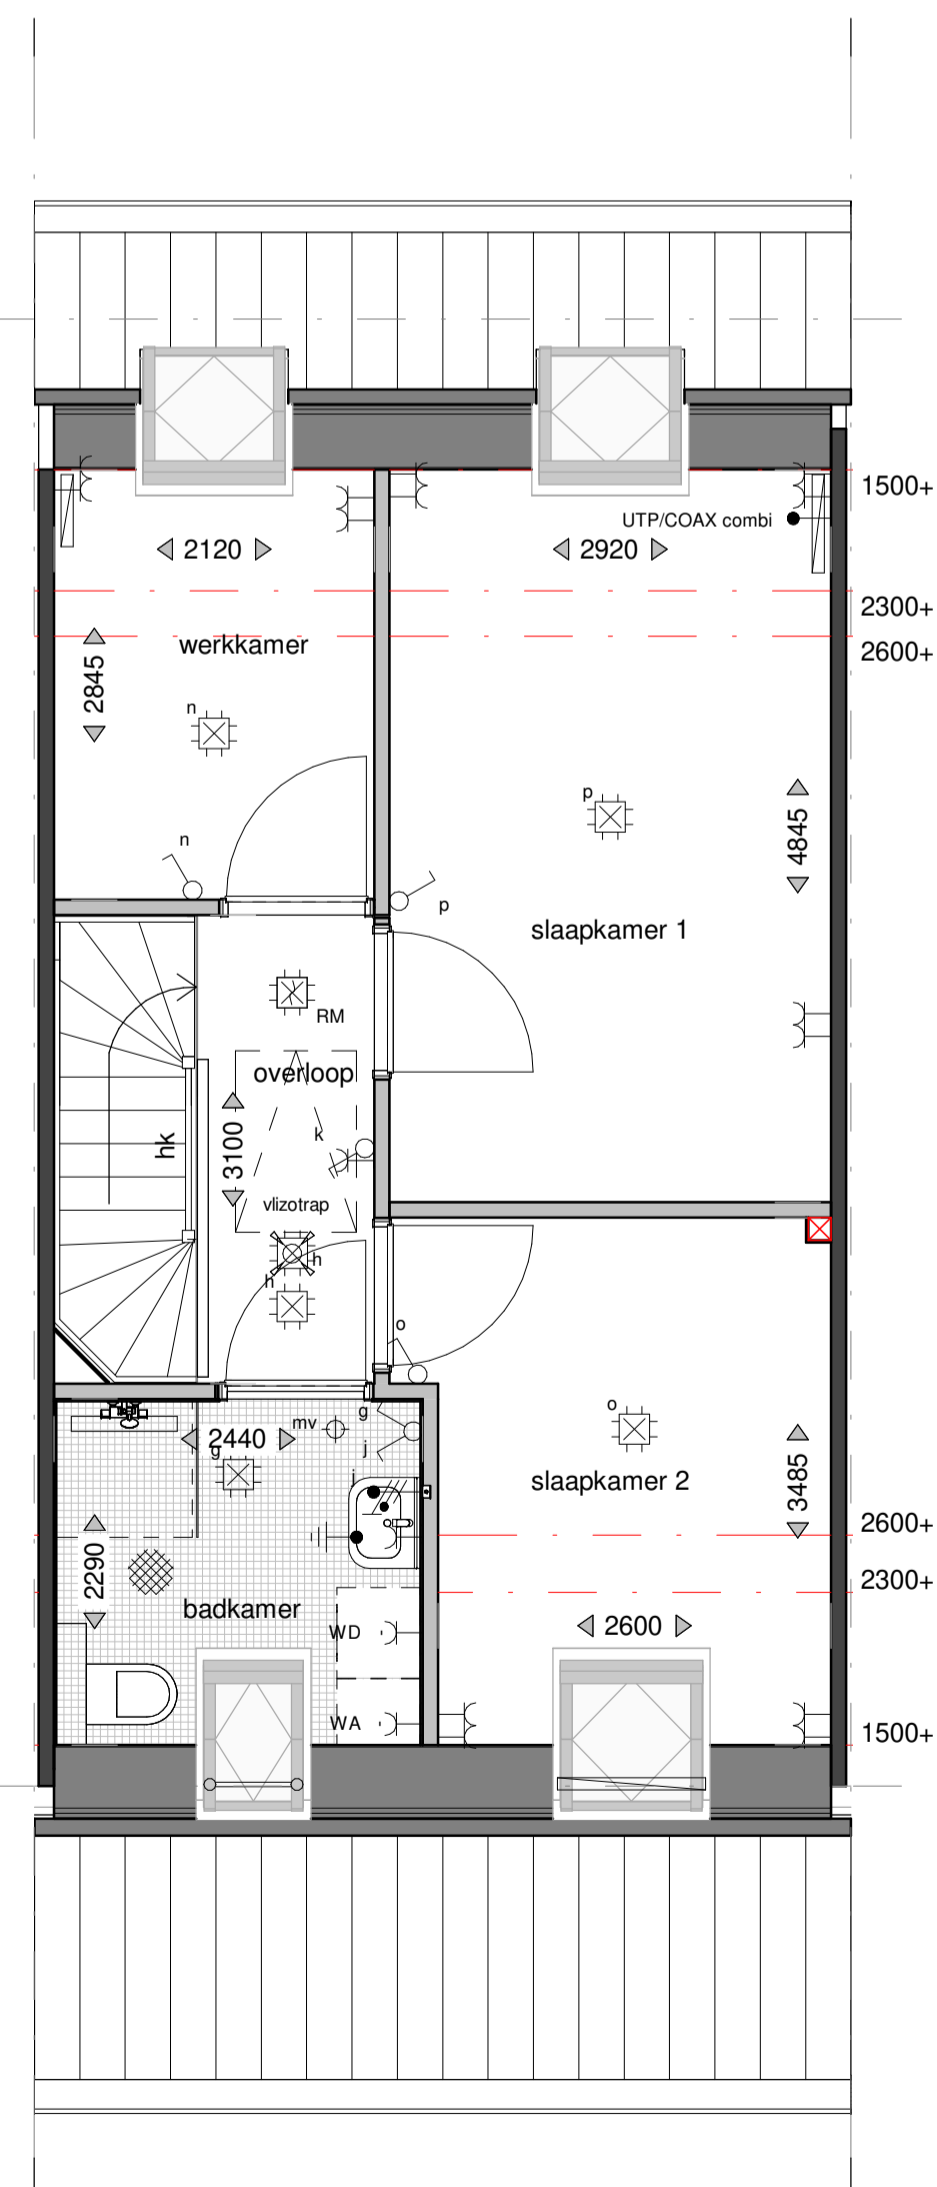 1500+
UTP/COAX combi
2120
2920
2300+
werkkamer
2600+
2845
n
p
4845
n
p
slaapkamer 1
RM
overloop
k
hk
3100
vlizotrap
h
h
o
o
g
mv
2440
j
g
slaapkamer 2
j
3485
2600+
2290
2300+
badkamer
2600
WD
WA
1500+